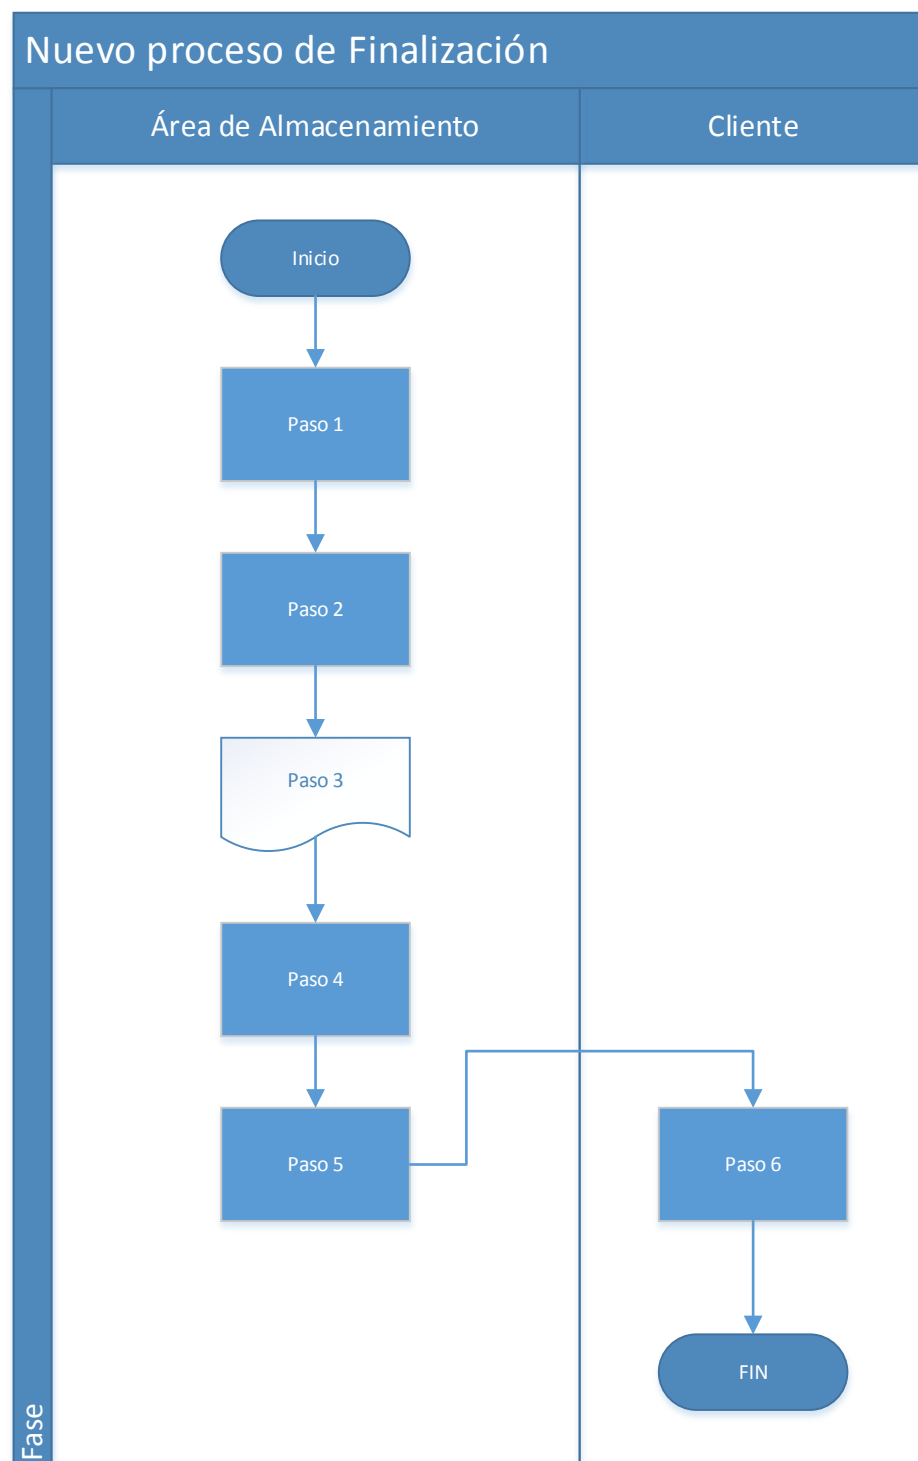 Nuevo proceso de Finalización
Área de Almacenamiento
Cliente
Inicio
Paso 1
Paso 2
Paso 3
Paso 4
Paso 5
Paso 6
FIN
Fase